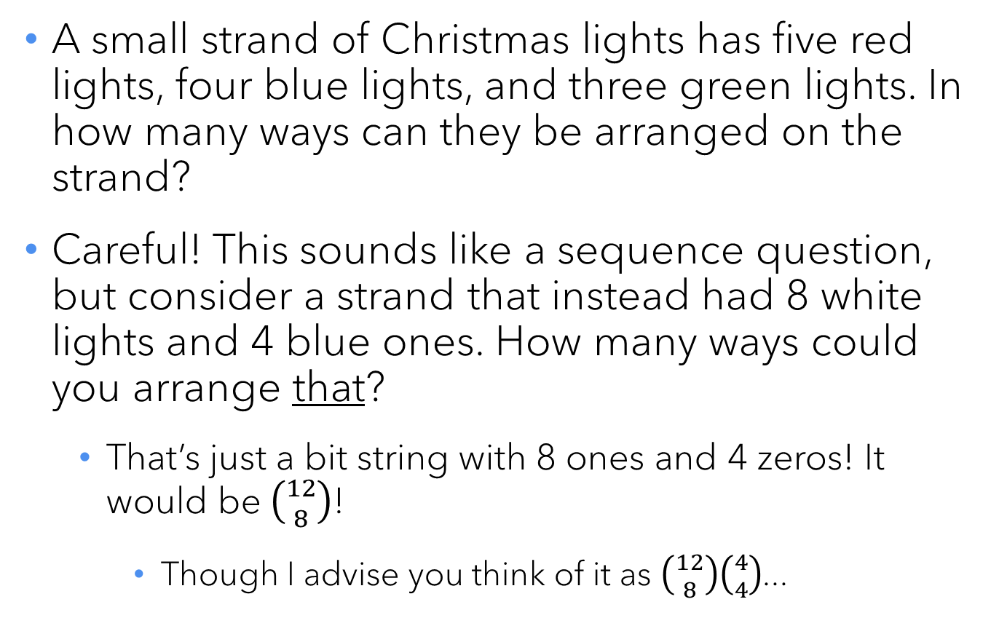 • A small strand of Christmas lights has five red
lights, four blue lights, and three green lights. In
how many ways can they be arranged on the
strand?
• Careful! This sounds like a sequence question,
but consider a strand that instead had 8 white
lights and 4 blue ones. How many ways could
you arrange that?
• That’s just a bit string with 8 ones and 4 zeros! It
would be (12 8)!
• Though I advise you think of it as (12 8)(4 4)...